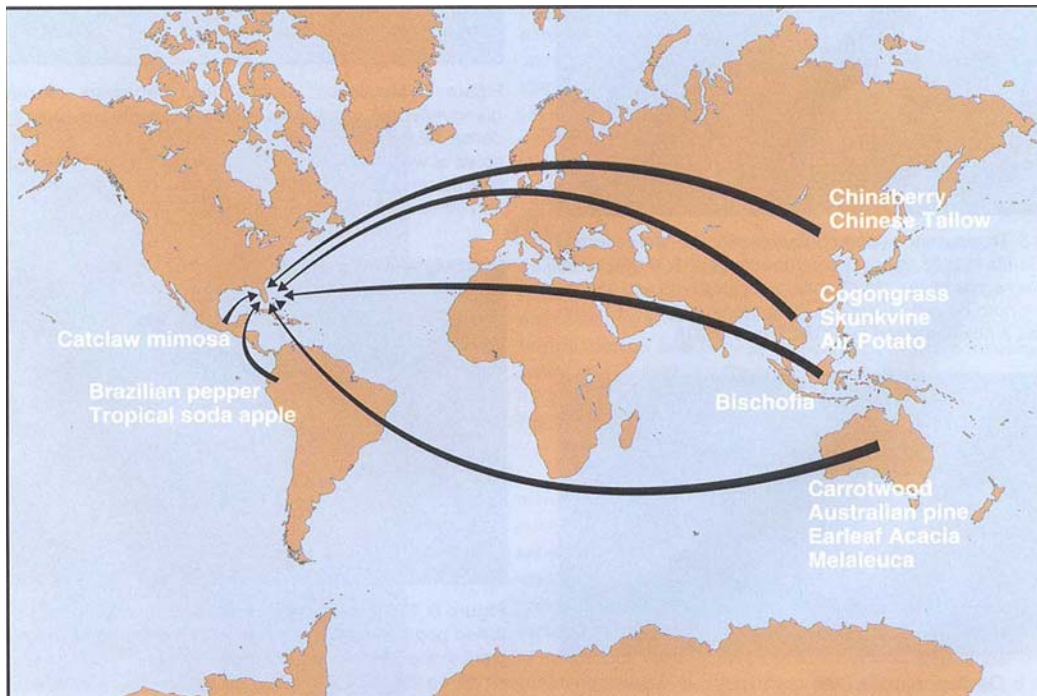 Chinaberry
Chinese Tallow
Cogongrass
Skunkvine
Air Potato
Catclaw mimosa
Brazilian pepper
Tropical soda apple
Bischofia
Carrotwood
Australian pine
Earleaf Acacia
Melaleuca